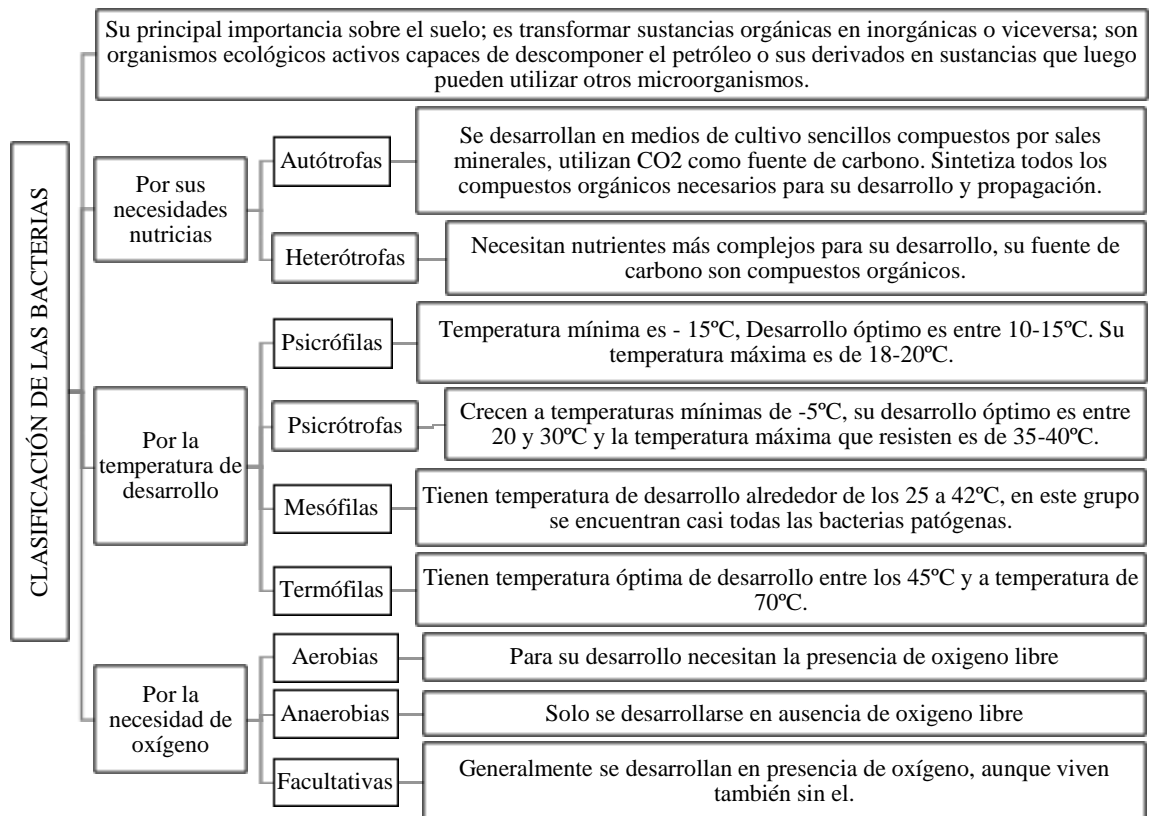 Su principal importancia sobre el suelo; es transformar sustancias orgánicas en inorgánicas o viceversa; son
organismos ecológicos activos capaces de descomponer el petróleo o sus derivados en sustancias que luego
pueden utilizar otros microorganismos.
CLASIFICACIÓN DE LAS BACTERIAS
Por sus
necesidades
nutricias
Autótrofas
Se desarrollan en medios de cultivo sencillos compuestos por sales
minerales, utilizan CO2 como fuente de carbono. Sintetiza todos los
compuestos orgánicos necesarios para su desarrollo y propagación.
Heterótrofas
Necesitan nutrientes más complejos para su desarrollo, su fuente de
carbono son compuestos orgánicos.
Por la
temperatura de
desarrollo
Psicrófilas
Temperatura mínima es - 15ºC, Desarrollo óptimo es entre 10-15ºC. Su
temperatura máxima es de 18-20ºC.
Psicrótrofas
Crecen a temperaturas mínimas de -5ºC, su desarrollo óptimo es entre
20 y 30ºC y la temperatura máxima que resisten es de 35-40ºC.
Mesófilas
Tienen temperatura de desarrollo alrededor de los 25 a 42ºC, en este grupo
se encuentran casi todas las bacterias patógenas.
Termófilas
Tienen temperatura óptima de desarrollo entre los 45ºC y a temperatura de
70ºC.
Por la
necesidad de
oxígeno
Aerobias
Para su desarrollo necesitan la presencia de oxigeno libre
Anaerobias
Solo se desarrollarse en ausencia de oxigeno libre
Facultativas
Generalmente se desarrollan en presencia de oxígeno, aunque viven
también sin el.